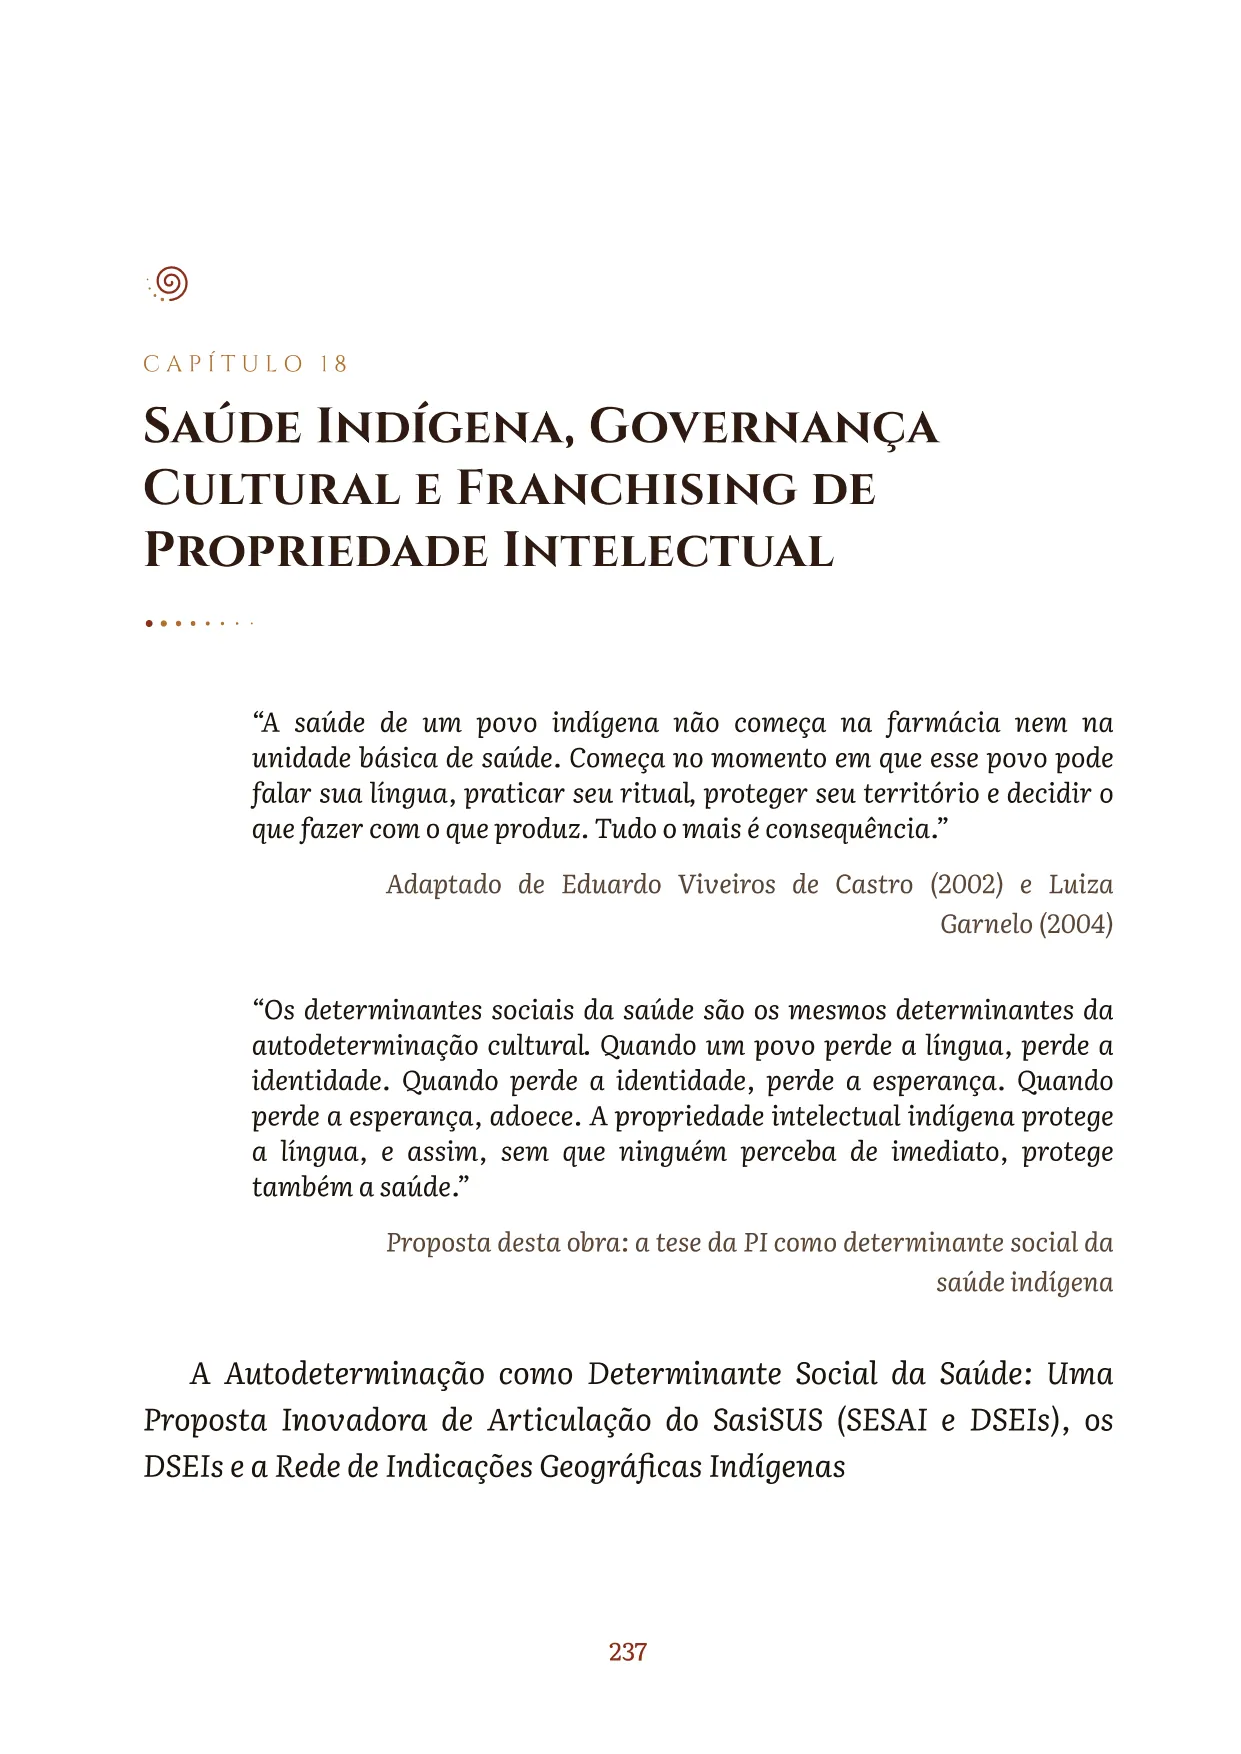 CAPÍTULO 18
Saúde Indígena, Governança
Cultural e Franchising de
Propriedade Intelectual
“A saúde de um povo indígena não começa na farmácia nem na
unidade básica de saúde. Começa no momento em que esse povo pode
falar sua língua, praticar seu ritual, proteger seu território e decidir o
que fazer com o que produz. Tudo o mais é consequência.”
Adaptado de Eduardo Viveiros de Castro (2002) e Luiza
Garnelo (2004)
“Os determinantes sociais da saúde são os mesmos determinantes da
autodeterminação cultural. Quando um povo perde a língua, perde a
identidade. Quando perde a identidade, perde a esperança. Quando
perde a esperança, adoece. A propriedade intelectual indígena protege
a língua, e assim, sem que ninguém perceba de imediato, protege
também a saúde.”
Proposta desta obra: a tese da PI como determinante social da
saúde indígena
A Autodeterminação como Determinante Social da Saúde: Uma
Proposta Inovadora de Articulação do SasiSUS (SESAI e DSEIs), os
DSEIs e a Rede de Indicações Geográficas Indígenas
237